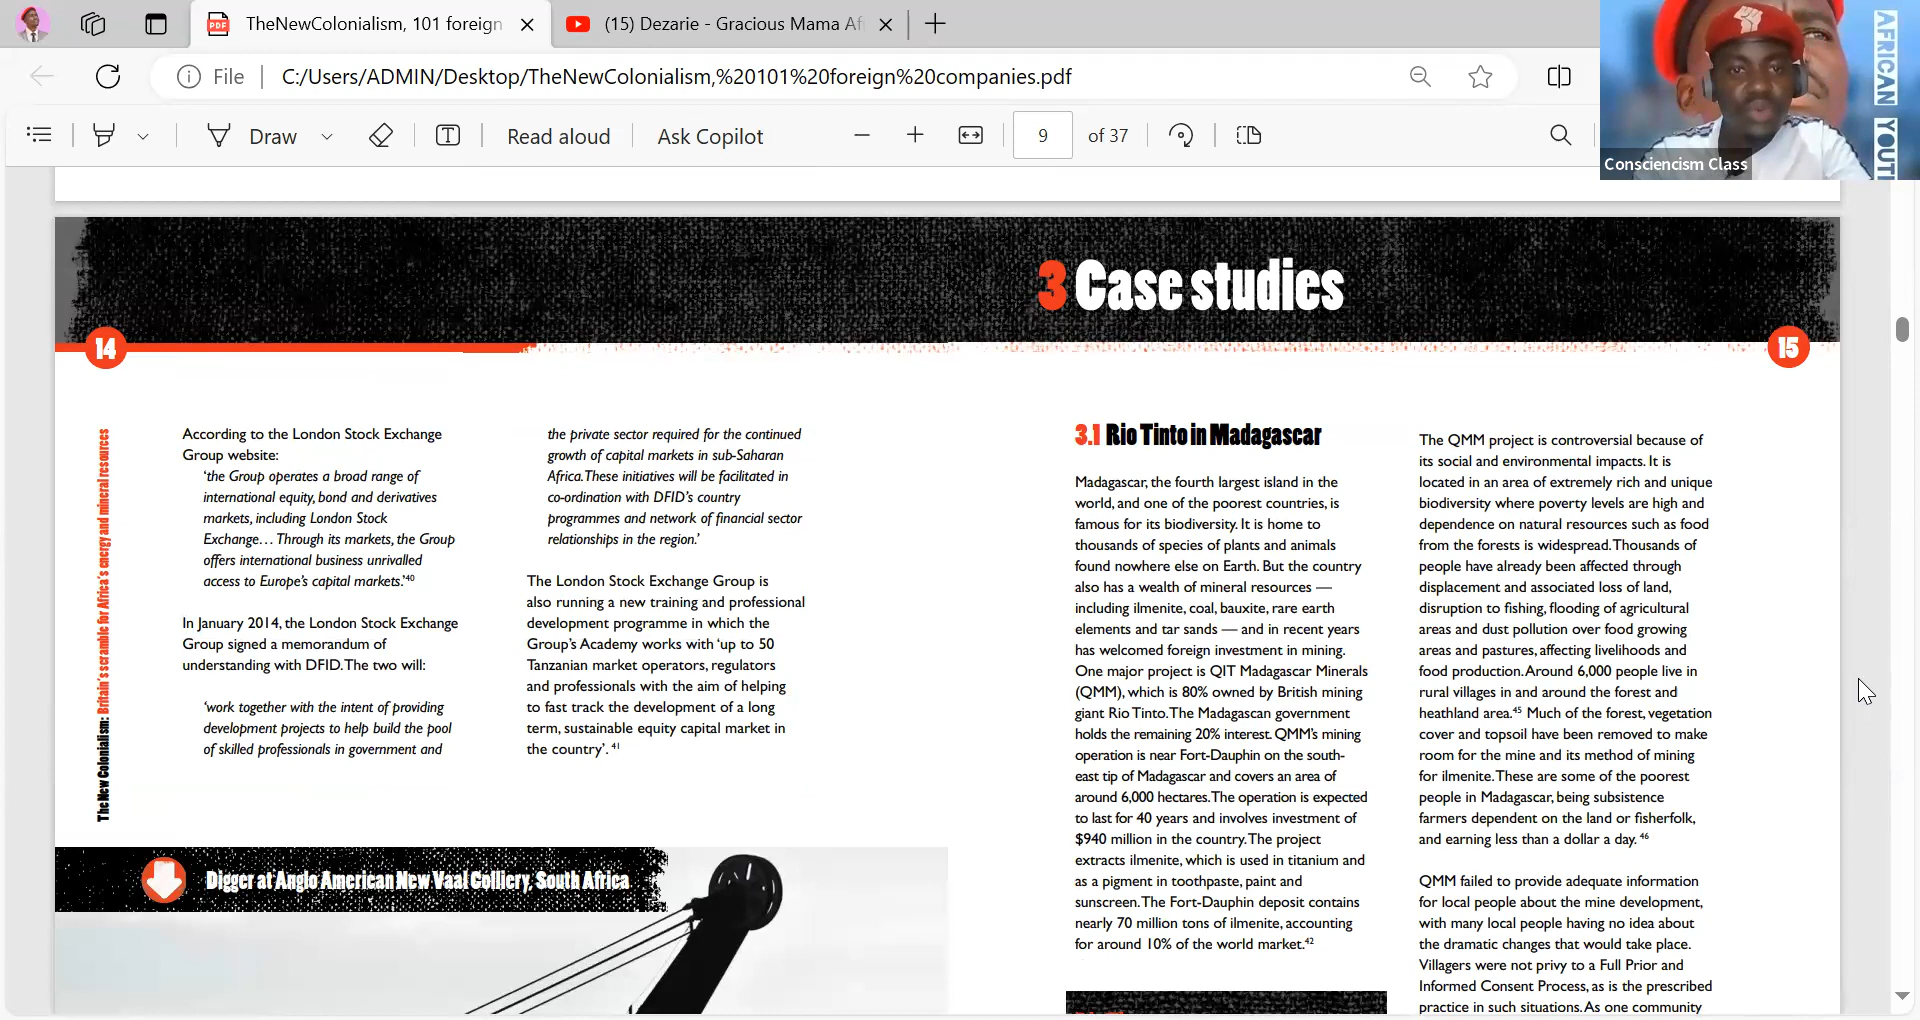 TheNewColonialism, 101 foreign
(15) Dezarie - Gracious Mama Af
File
C:/Users/ADMIN/Desktop/TheNewColonialism,%20101%20foreign%20companies.pdf
Draw
Read aloud
Ask Copilot
9
of 37
AFRICAN YOUT
Consciencism Class
3 Case studies
14
15
The New Colonialism: Britain's scramble for Africa's energy and mineral resources
According to the London Stock Exchange
Group website:
'the Group operates a broad range of
international equity, bond and derivatives
markets, including London Stock
Exchange… Through its markets, the Group
offers international business unrivalled
access to Europe's capital markets.'40
In January 2014, the London Stock Exchange
Group signed a memorandum of
understanding with DFID. The two will:
'work together with the intent of providing
development projects to help build the pool
of skilled professionals in government and
the private sector required for the continued
growth of capital markets in sub-Saharan
Africa. These initiatives will be facilitated in
co-ordination with DFID's country
programmes and network of financial sector
relationships in the region.'
The London Stock Exchange Group is
also running a new training and professional
development programme in which the
Group's Academy works with 'up to 50
Tanzanian market operators, regulators
and professionals with the aim of helping
to fast track the development of a long
term, sustainable equity capital market in
the country'. 41
Digger at Anglo American New Vaal Colliery, South Africa
3.1 Rio Tinto in Madagascar
Madagascar, the fourth largest island in the
world, and one of the poorest countries, is
famous for its biodiversity. It is home to
thousands of species of plants and animals
found nowhere else on Earth. But the country
also has a wealth of mineral resources —
including ilmenite, coal, bauxite, rare earth
elements and tar sands — and in recent years
has welcomed foreign investment in mining.
One major project is QIT Madagascar Minerals
(QMM), which is 80% owned by British mining
giant Rio Tinto. The Madagascan government
holds the remaining 20% interest. QMM's mining
operation is near Fort-Dauphin on the south-
east tip of Madagascar and covers an area of
around 6,000 hectares. The operation is expected
to last for 40 years and involves investment of
$940 million in the country. The project
extracts ilmenite, which is used in titanium and
as a pigment in toothpaste, paint and
sunscreen. The Fort-Dauphin deposit contains
nearly 70 million tons of ilmenite, accounting
for around 10% of the world market.42
The QMM project is controversial because of
its social and environmental impacts. It is
located in an area of extremely rich and unique
biodiversity where poverty levels are high and
dependence on natural resources such as food
from the forests is widespread. Thousands of
people have already been affected through
displacement and associated loss of land,
disruption to fishing, flooding of agricultural
areas and dust pollution over food growing
areas and pastures, affecting livelihoods and
food production. Around 6,000 people live in
rural villages in and around the forest and
heathland area.45 Much of the forest, vegetation
cover and topsoil have been removed to make
room for the mine and its method of mining
for ilmenite. These are some of the poorest
people in Madagascar, being subsistence
farmers dependent on the land or fisherfolk,
and earning less than a dollar a day. 46
QMM failed to provide adequate information
for local people about the mine development,
with many local people having no idea about
the dramatic changes that would take place.
Villagers were not privy to a Full Prior and
Informed Consent Process, as is the prescribed
practice in such situations. As one community